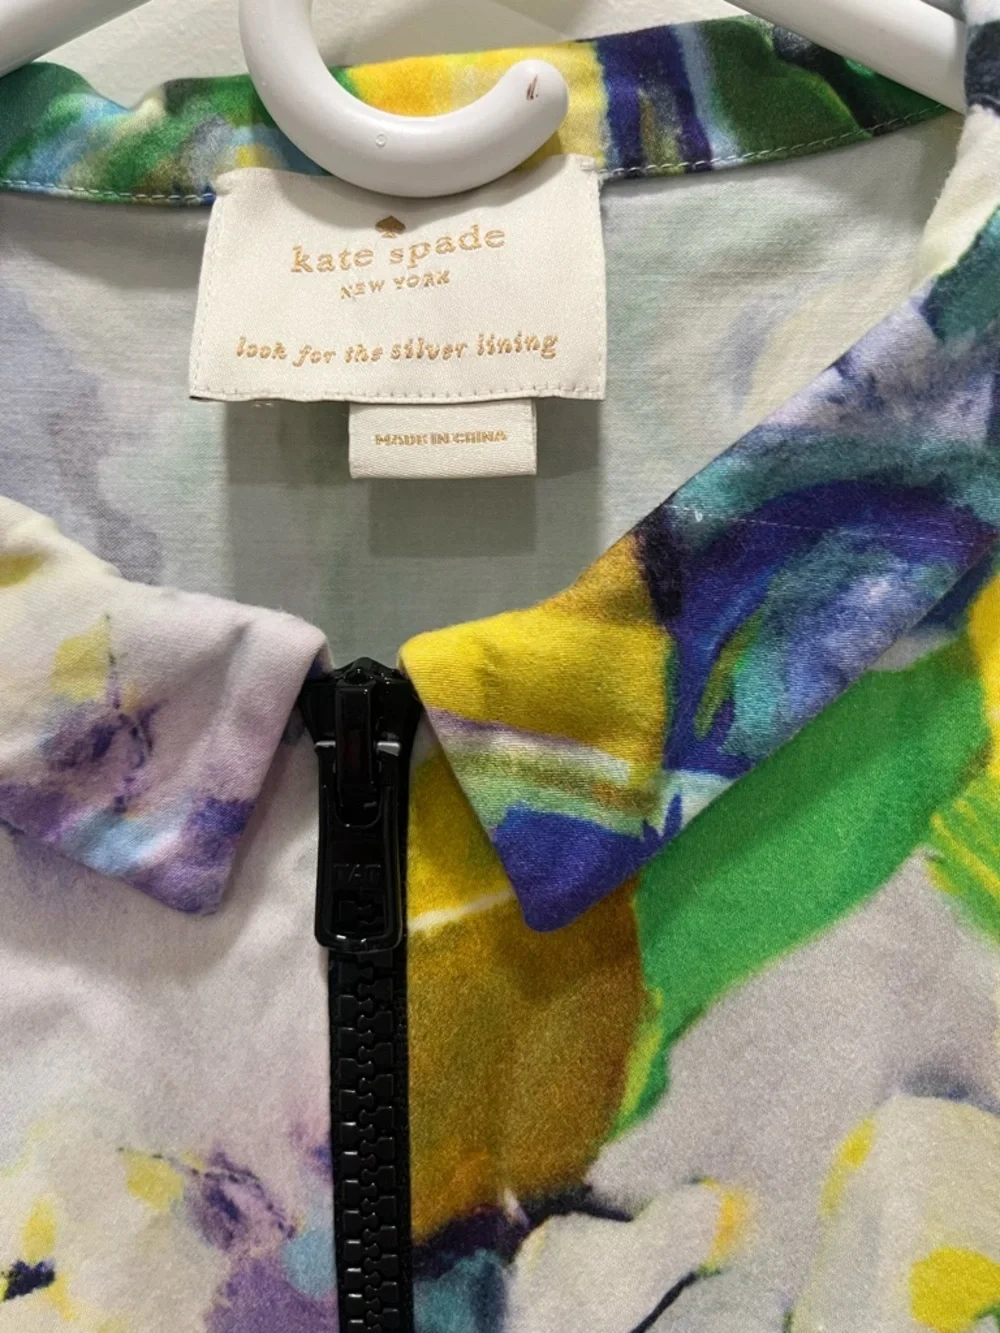 kate spade
NEW YORK
look for the silver lining
MADE IN CHINA